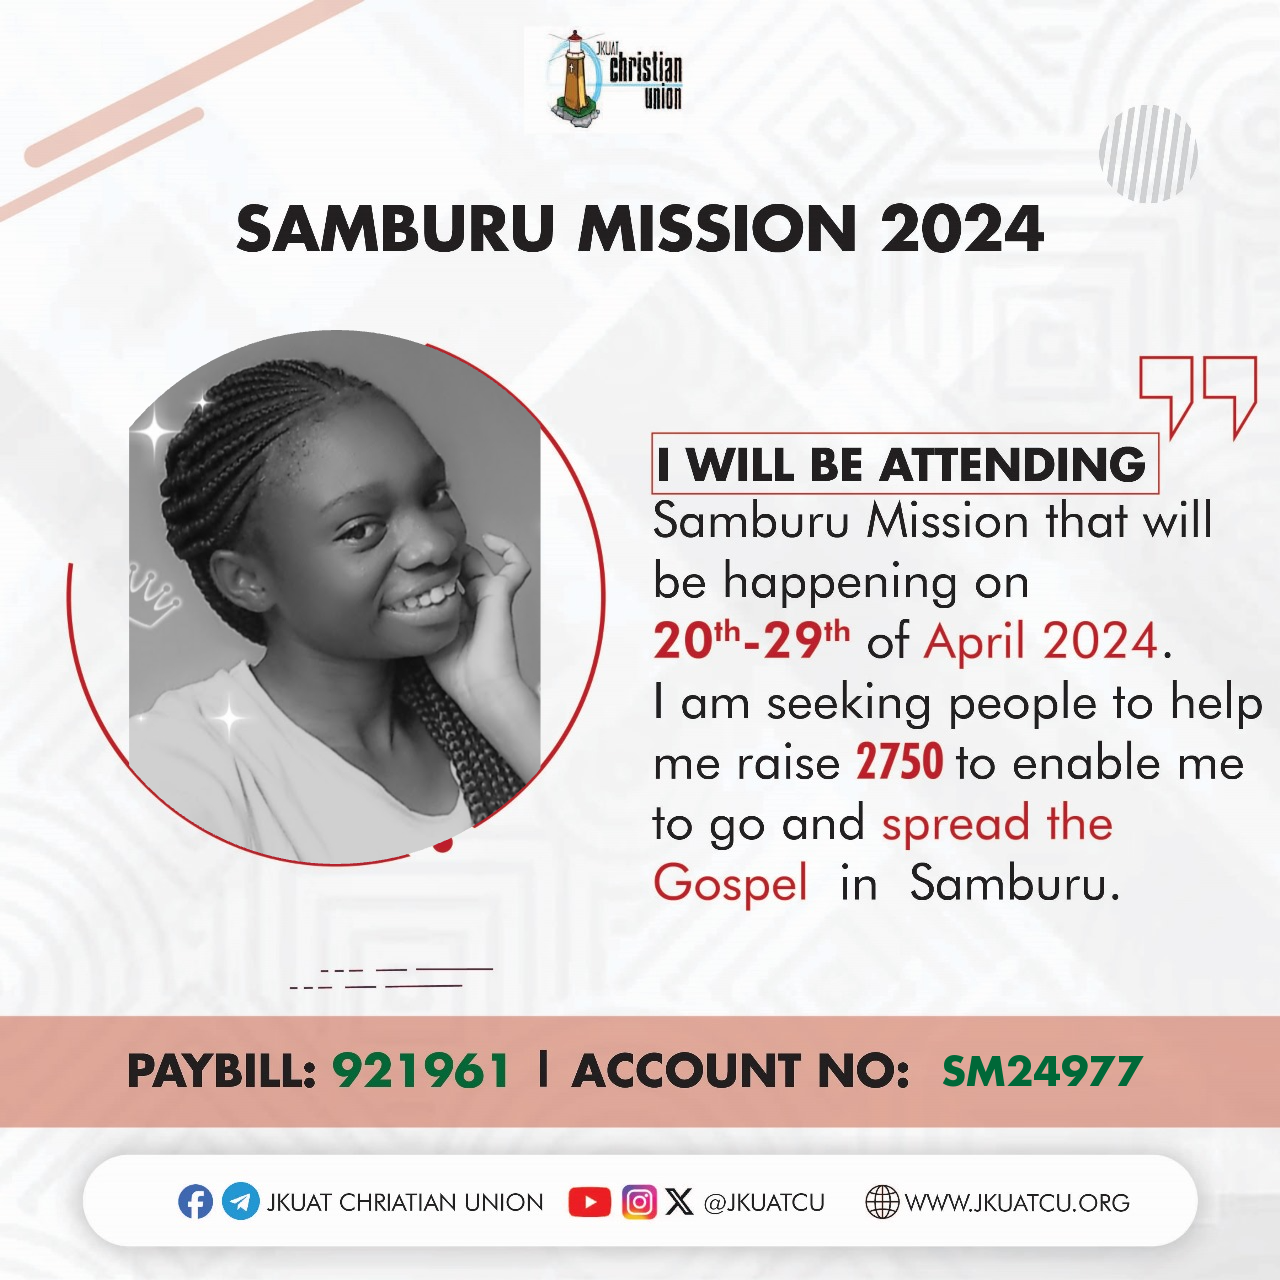 JKUAT
christian
union
SAMBURU MISSION 2024
I WILL BE ATTENDING
Samburu Mission that will
be happening on
20th-29th of April 2024.
I am seeking people to help
me raise 2750 to enable me
to go and spread the
Gospel in Samburu.
PAYBILL: 921961 | ACCOUNT NO: SM24977
JKUAT CHRIATIAN UNION @JKUATCU WWW.JKUATCU.ORG